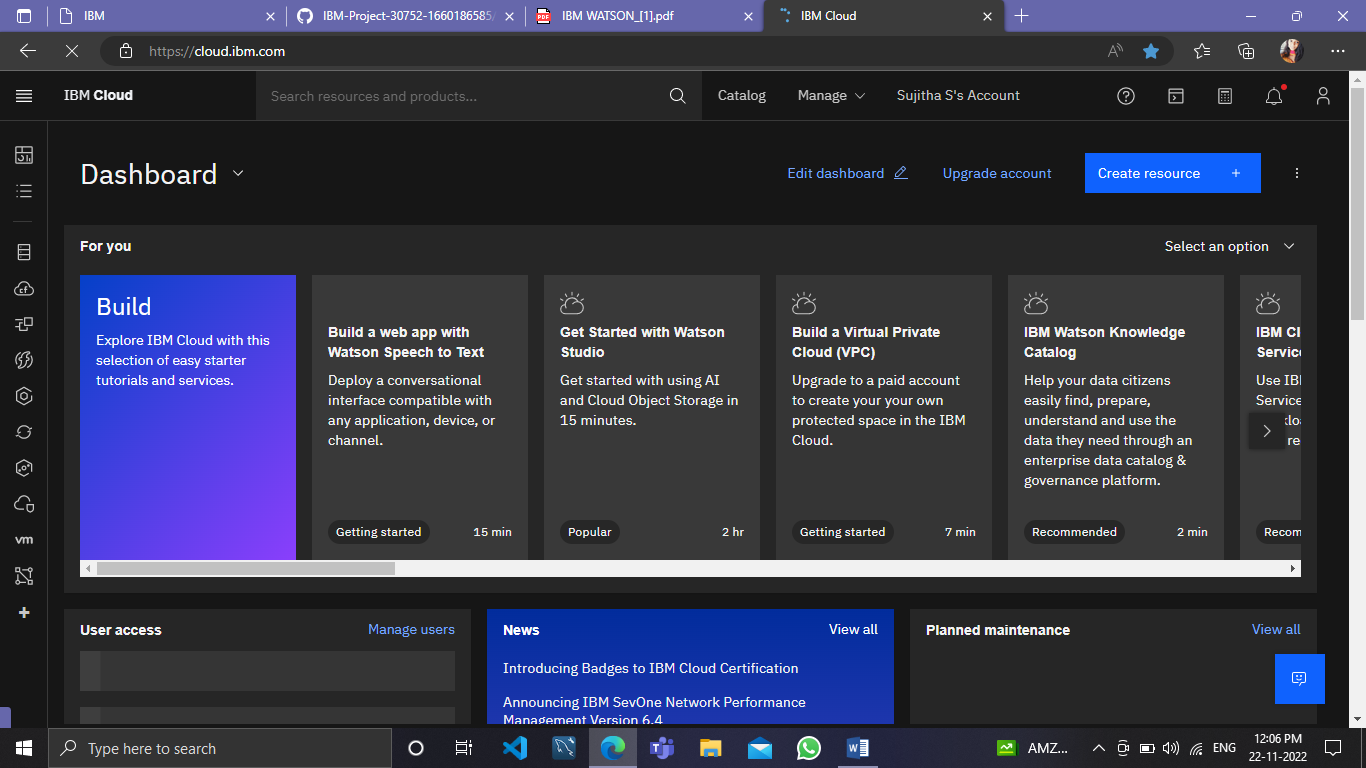 IBM
IBM-Project-30752-1660186585/
IBM WATSON_[1].pdf
IBM Cloud
https://cloud.ibm.com
IBM Cloud
Search resources and products...
Catalog
Manage
Sujitha S's Account
Dashboard
Edit dashboard
Upgrade account
Create resource +
For you
Select an option
Build
Explore IBM Cloud with this
selection of easy starter
tutorials and services.
Build a web app with
Watson Speech to Text
Deploy a conversational
interface compatible with
any application, device, or
channel.
Getting started
15 min
Get Started with Watson
Studio
Get started with using AI
and Cloud Object Storage in
15 minutes.
Popular
2 hr
Build a Virtual Private
Cloud (VPC)
Upgrade to a paid account
to create your your own
protected space in the IBM
Cloud.
Getting started
7 min
IBM Watson Knowledge
Catalog
Help your data citizens
easily find, prepare,
understand and use the
data they need through an
enterprise data catalog &
governance platform.
Recommended
2 min
IBM Cl
Servic
Use IB
Service
re
Recom
vm
User access
Manage users
News
View all
Introducing Badges to IBM Cloud Certification
Announcing IBM SevOne Network Performance
Management Version 6.4
Planned maintenance
View all
Type here to search
AMZ...
ENG
12:06 PM
22-11-2022